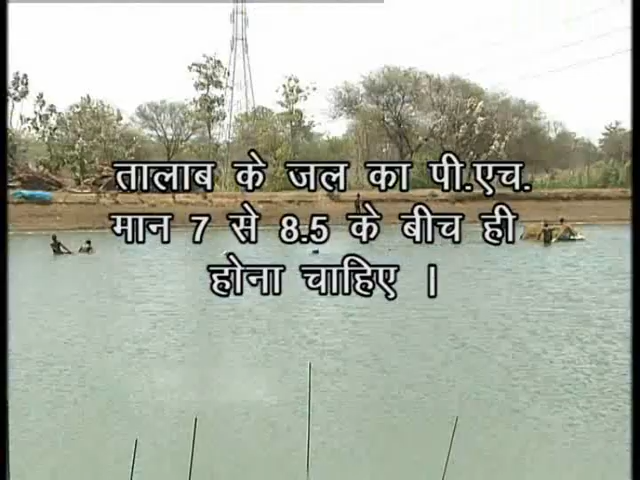 तालाब के जल का पी.एच.
मान 7 से 8.5 के बीच ही
होना चाहिए |